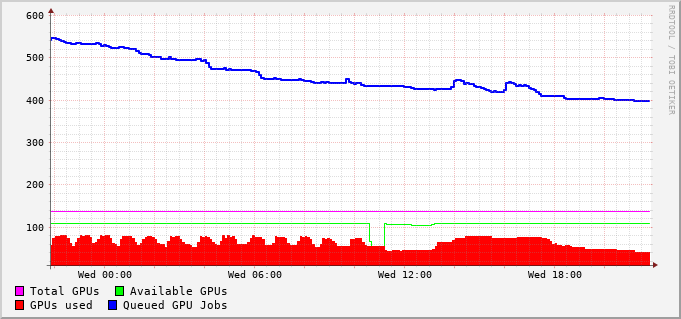 600
500
400
300
200
100
Wed 00:00 Wed 06:00 Wed 12:00 Wed 18:00
Total GPUs Available GPUs
GPUs used Queued GPU Jobs
RRDTOOL / TOBI OETIKER